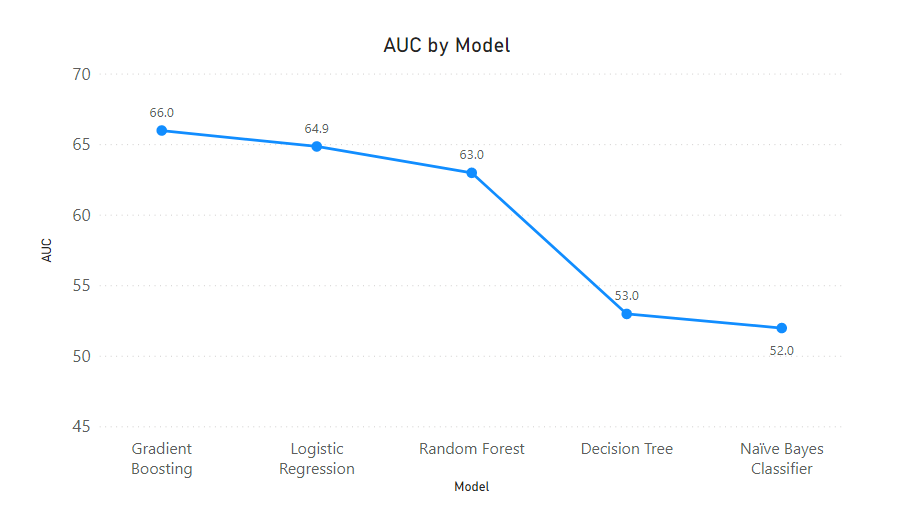 AUC by Model
70
65
60
55
50
45
AUC
66.0
64.9
63.0
53.0
52.0
Gradient
Boosting
Logistic
Regression
Random Forest
Decision Tree
Naïve Bayes
Classifier
Model